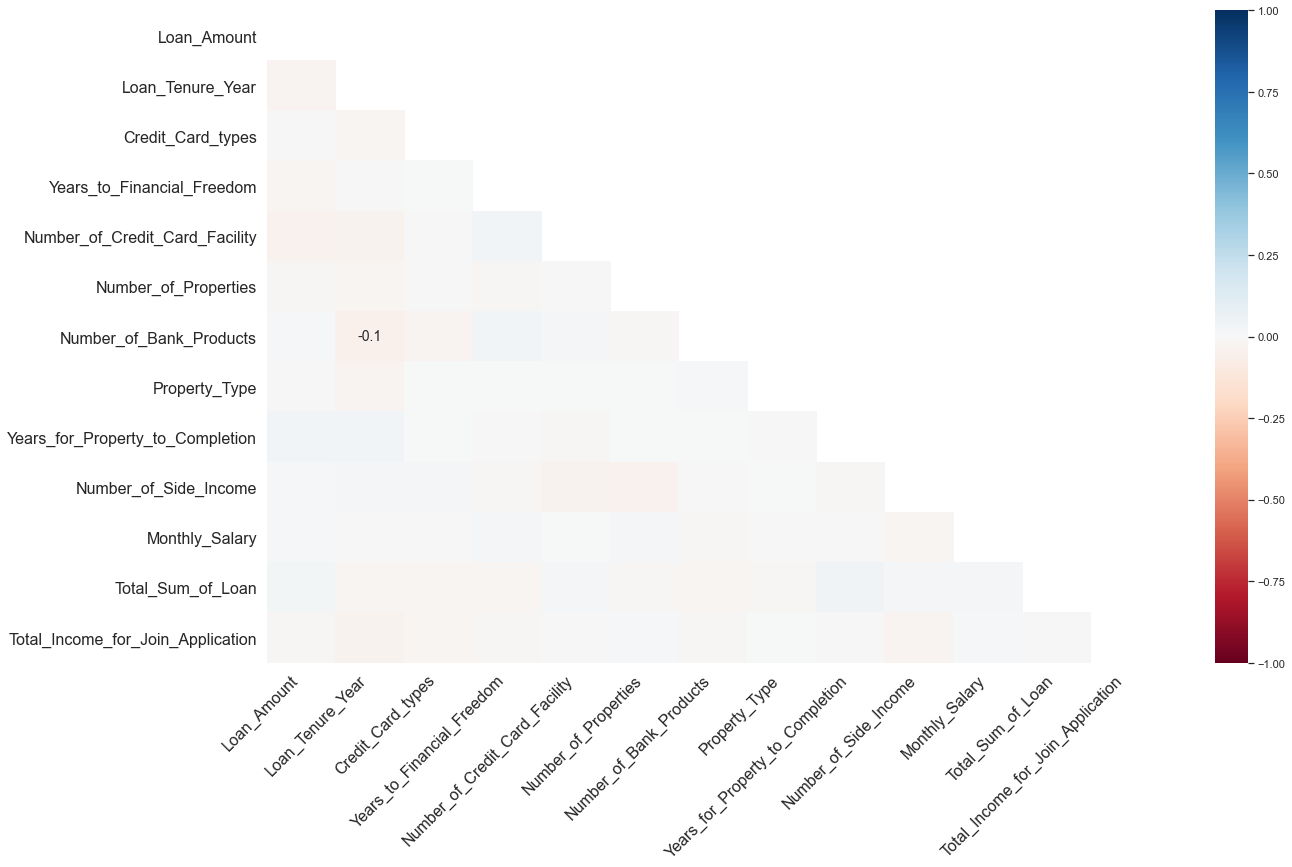 Loan_Amount
Loan_Tenure_Year
Credit_Card_types
Years_to_Financial_Freedom
Number_of_Credit_Card_Facility
Number_of_Properties
Number_of_Bank_Products
-0.1
Property_Type
Years_for_Property_to_Completion
Number_of_Side_Income
Monthly_Salary
Total_Sum_of_Loan
Total_Income_for_Join_Application
Loan_Amount
Loan_Tenure_Year
Credit_Card_types
Years_to_Financial_Freedom
Number_of_Credit_Card_Facility
Number_of_Properties
Number_of_Bank_Products
Property_Type
Years_for_Property_to_Completion
Number_of_Side_Income
Monthly_Salary
Total_Sum_of_Loan
Total_Income_for_Join_Application
1.00
0.75
0.50
0.25
0.00
−0.25
−0.50
−0.75
−1.00